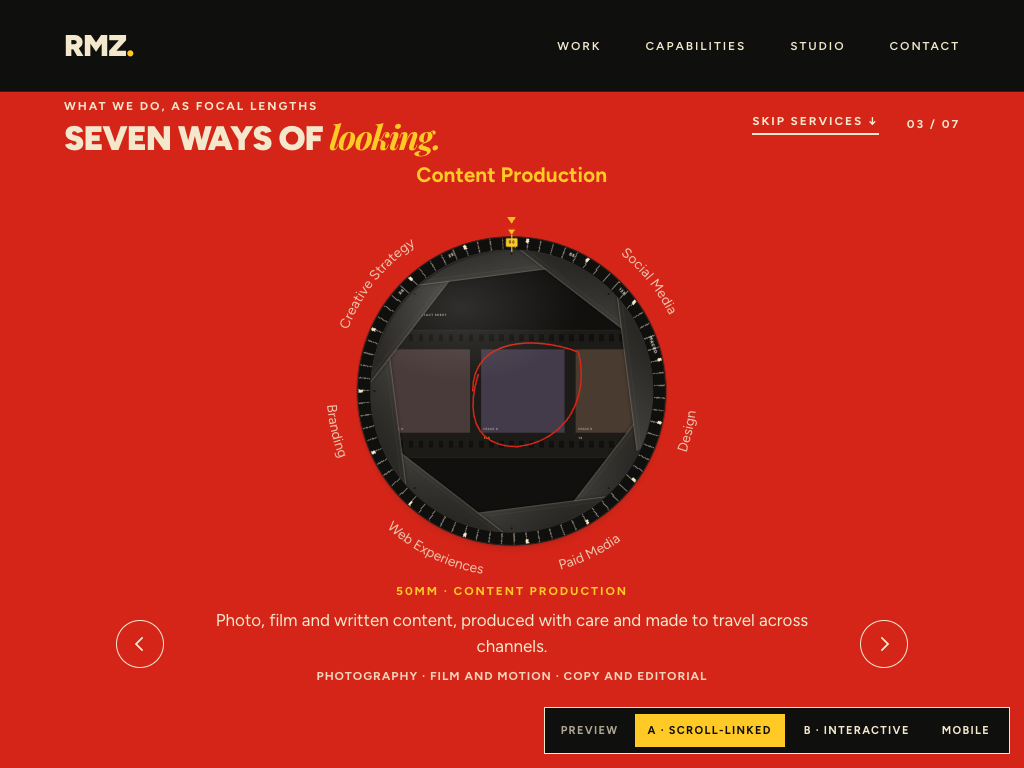 RMZ.
WORK
CAPABILITIES
STUDIO
CONTACT
WHAT WE DO, AS FOCAL LENGTHS
SEVEN WAYS OF looking.
SKIP SERVICES ↓
03 / 07
Content Production
Creative Strategy
Social Media
Branding
Design
Web Experiences
Paid Media
50MM · CONTENT PRODUCTION
Photo, film and written content, produced with care and made to travel across
channels.
PHOTOGRAPHY · FILM AND MOTION · COPY AND EDITORIAL
PREVIEW
A · SCROLL-LINKED
B · INTERACTIVE
MOBILE